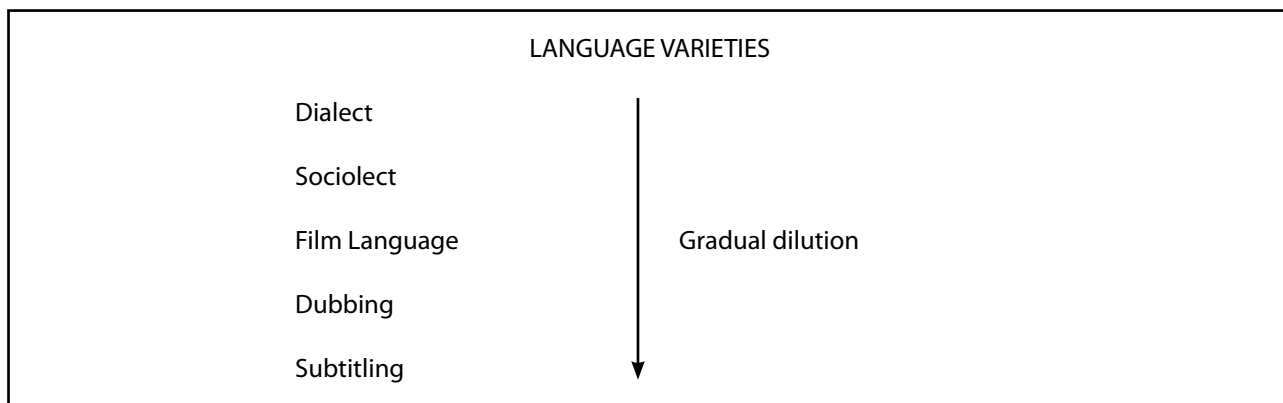 LANGUAGE VARIETIES
Dialect
Sociolect
Film Language
Gradual dilution
Dubbing
Subtitling